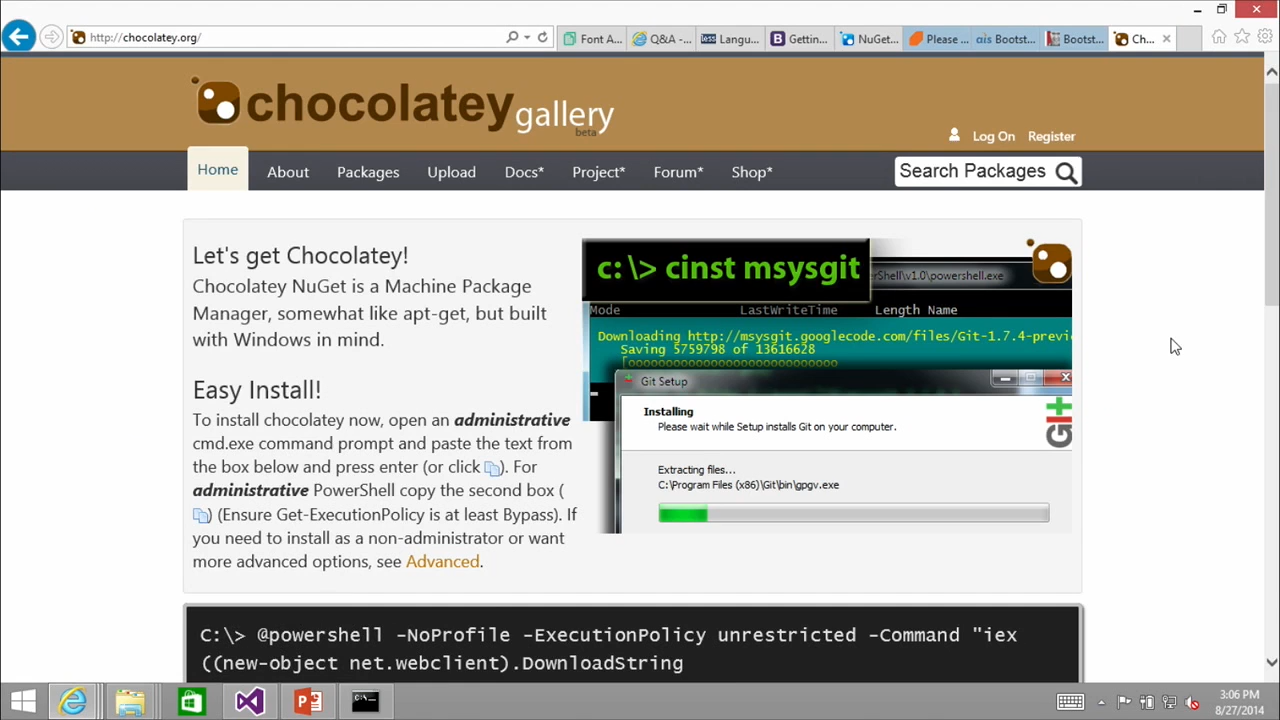 http://chocolatey.org/
Font A...
Q&A -...
less Langu...
B Gettin...
NuGet...
Please ...
ais Bootst...
Bootst...
Ch...
chocolatey gallery
beta
Log On Register
Home About Packages Upload Docs* Project* Forum* Shop*
Search Packages
Let's get Chocolatey!
Chocolatey NuGet is a Machine Package
Manager, somewhat like apt-get, but built
with Windows in mind.
Easy Install!
To install chocolatey now, open an administrative
cmd.exe command prompt and paste the text from
the box below and press enter (or click ). For
administrative PowerShell copy the second box (
) (Ensure Get-ExecutionPolicy is at least Bypass). If
you need to install as a non-administrator or want
more advanced options, see Advanced.
c:\> cinst msysgit
erShell\v1.0\powershell.exe
Mode LastWriteTime Length Name
Downloading http://msysgit.googlecode.com/files/Git-1.7.4-previ
Saving 5759798 of 13616628
Git Setup
Installing
Please wait while Setup installs Git on your computer.
GIT
Extracting files...
C:\Program Files (x86)\Git\bin\gpgv.exe
C:\> @powershell -NoProfile -ExecutionPolicy unrestricted -Command "iex
((new-object net.webclient).DownloadString
3:06 PM
8/27/2014